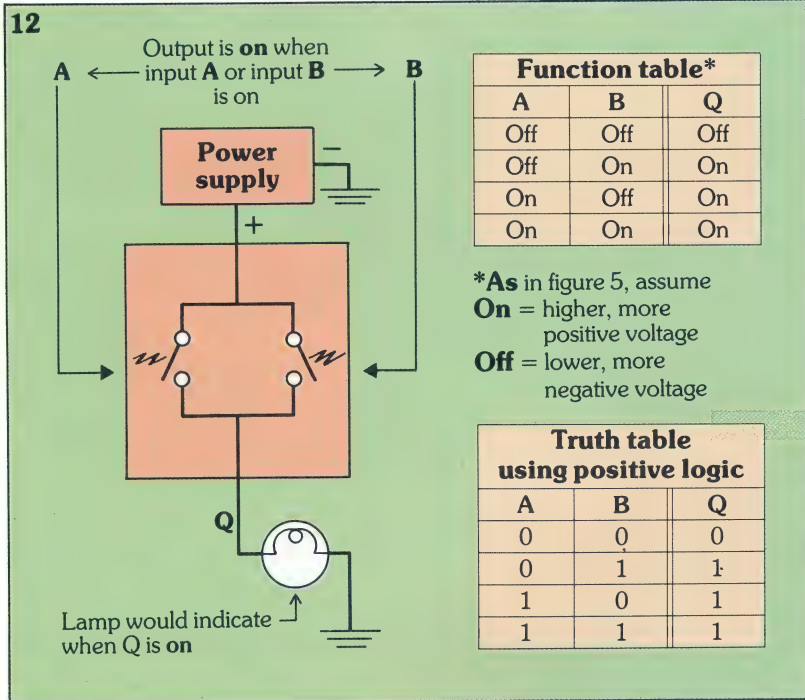 12
Output is on when
A ← input A or input B → B
is on
Power
supply
−
+
Q
Lamp would indicate
when Q is on
Function table*
A B Q
Off Off Off
Off On On
On Off On
On On On
*As in figure 5, assume
On = higher, more
positive voltage
Off = lower, more
negative voltage
Truth table
using positive logic
A B Q
0 0 0
0 1 1
1 0 1
1 1 1